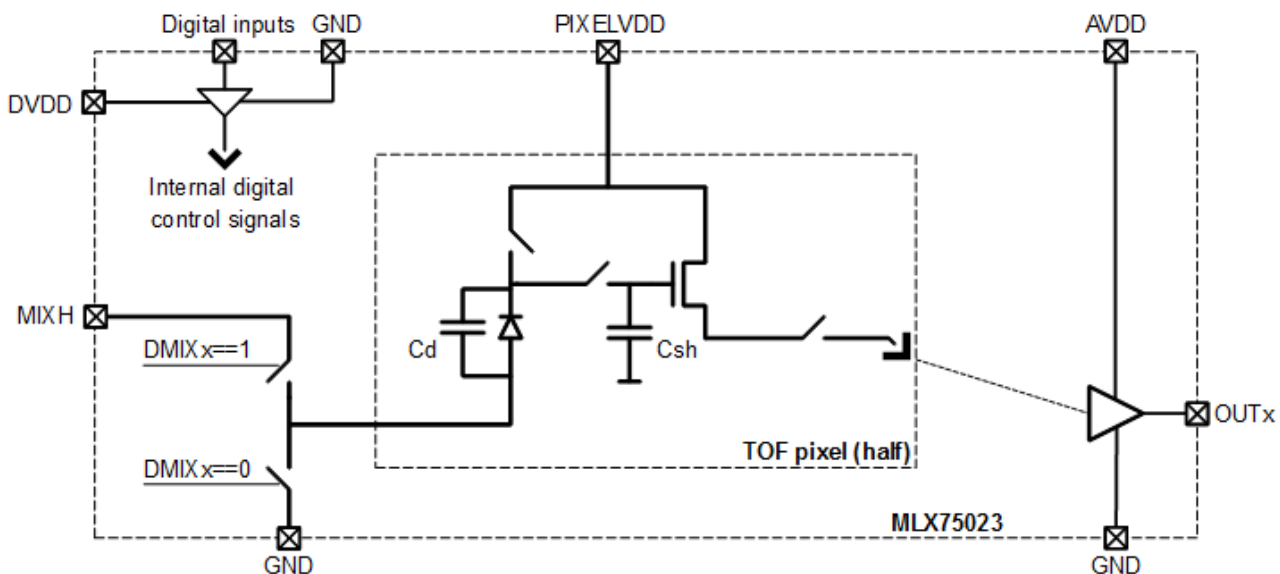 Digital inputs
GND
PIXELVDD
AVDD
DVDD
Internal digital
control signals
MIXH
DMIXx==1
Cd
Csh
OUTx
DMIXx==0
TOF pixel (half)
MLX75023
GND
GND